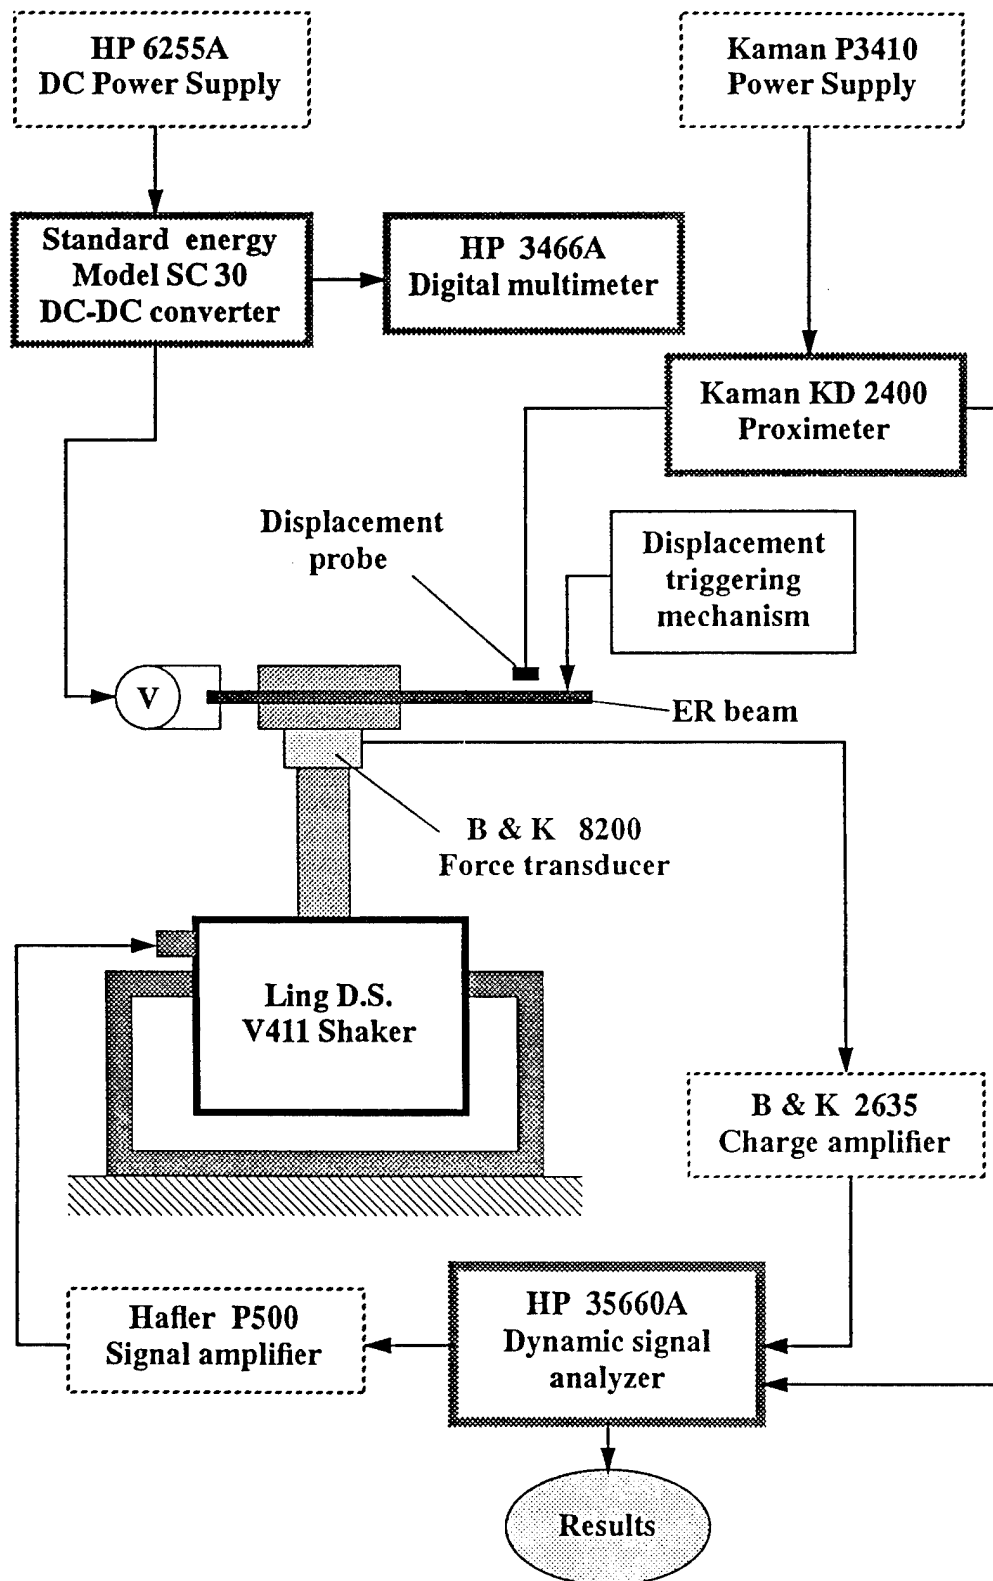 HP 6255A
DC Power Supply
Kaman P3410
Power Supply
Standard energy
Model SC 30
DC-DC converter
HP 3466A
Digital multimeter
Kaman KD 2400
Proximeter
Displacement
probe
Displacement
triggering
mechanism
V
ER beam
B & K 8200
Force transducer
Ling D.S.
V411 Shaker
B & K 2635
Charge amplifier
HP 35660A
Dynamic signal
analyzer
Hafler P500
Signal amplifier
Results